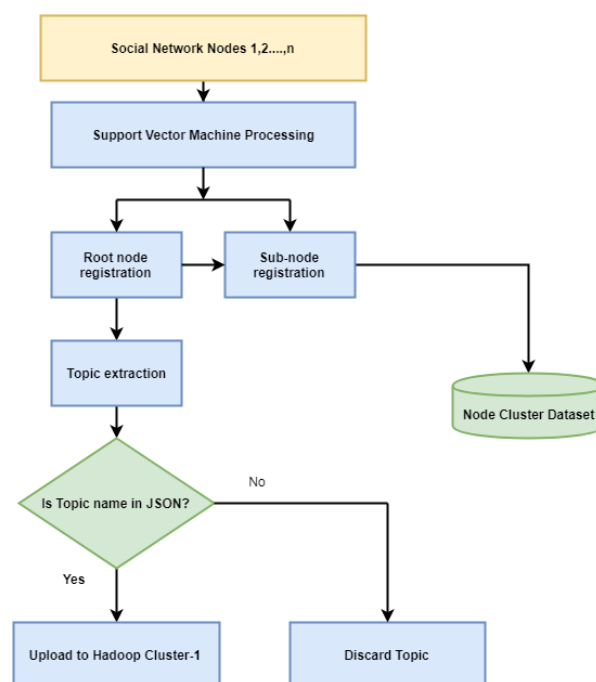 Social Network Nodes 1,2....,n
Support Vector Machine Processing
Root node
registration
Sub-node
registration
Topic extraction
Node Cluster Dataset
Is Topic name in JSON?
No
Yes
Upload to Hadoop Cluster-1
Discard Topic